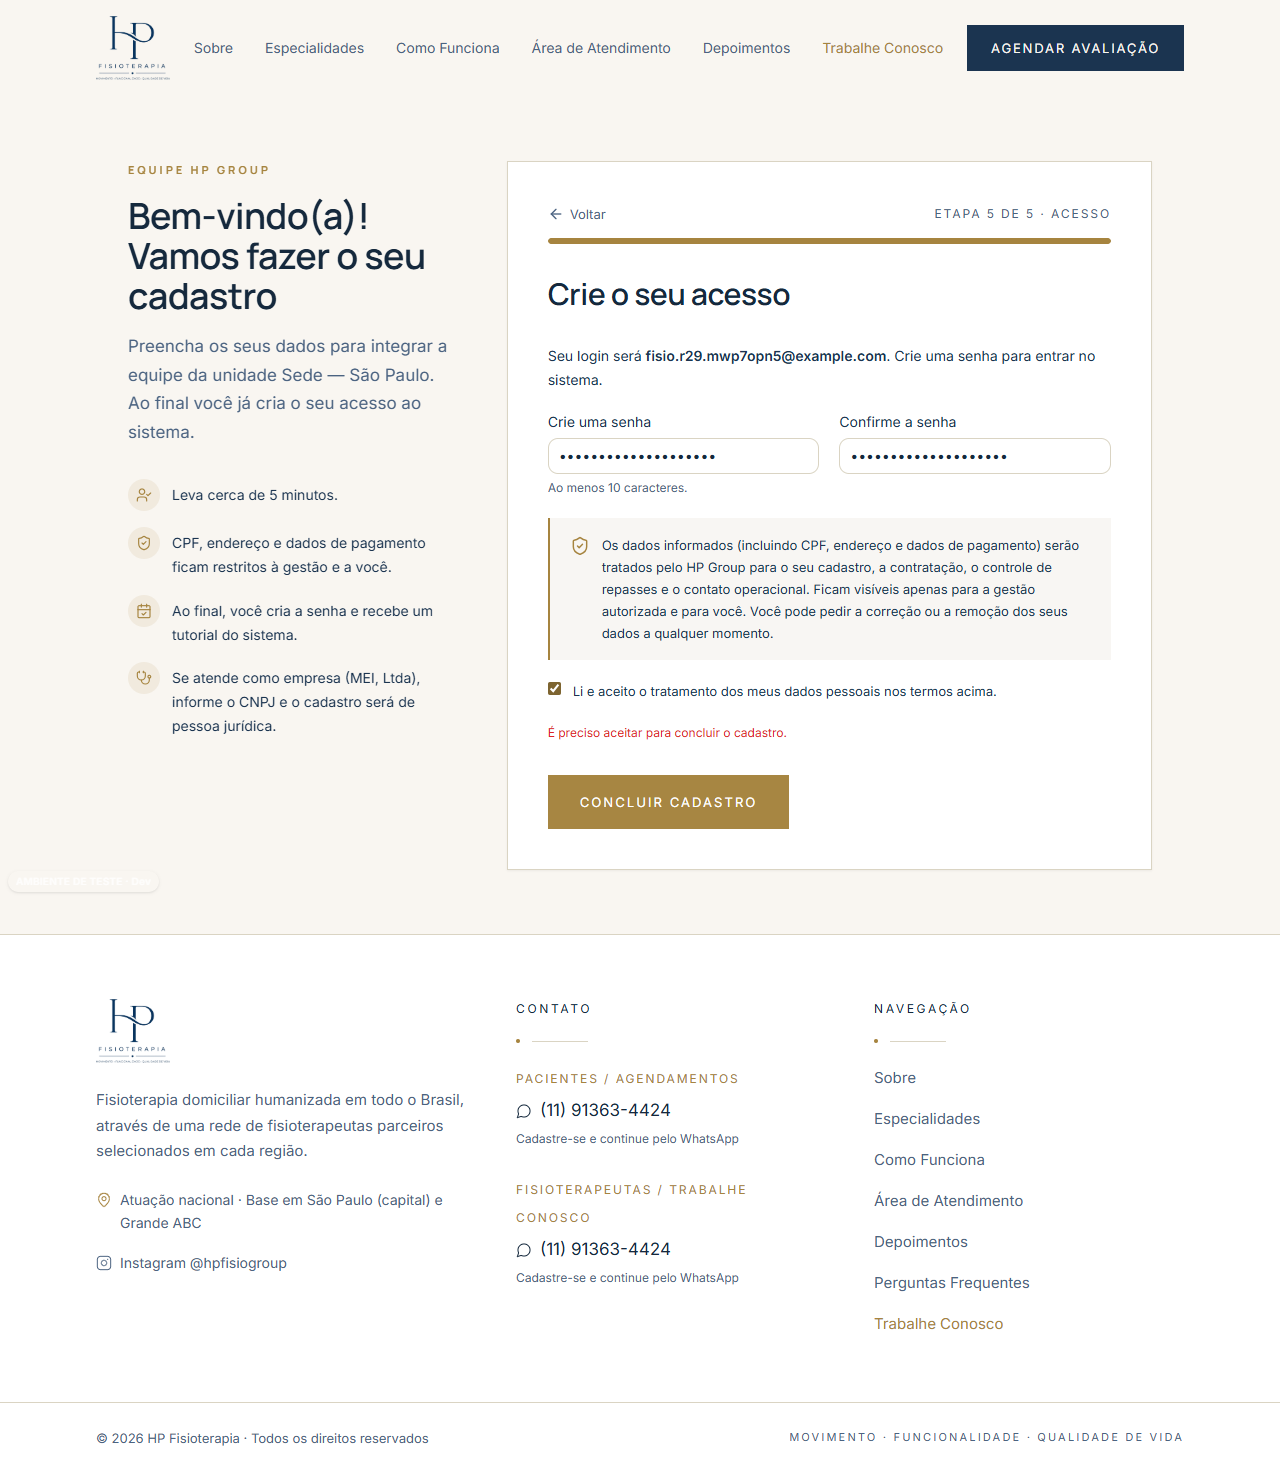 HP
FISIOTERAPIA
Sobre
Especialidades
Como Funciona
Área de Atendimento
Depoimentos
Trabalhe Conosco
AGENDAR AVALIAÇÃO
EQUIPE HP GROUP
Bem-vindo(a)!
Vamos fazer o seu
cadastro
Preencha os seus dados para integrar a
equipe da unidade Sede — São Paulo.
Ao final você já cria o seu acesso ao
sistema.
Leva cerca de 5 minutos.
CPF, endereço e dados de pagamento
ficam restritos à gestão e a você.
Ao final, você cria a senha e recebe um
tutorial do sistema.
Se atende como empresa (MEI, Ltda),
informe o CNPJ e o cadastro será de
pessoa jurídica.
AMBIENTE DE TESTE · Dev
Voltar
ETAPA 5 DE 5 · ACESSO
Crie o seu acesso
Seu login será fisio.r29.mwp7opn5@example.com. Crie uma senha para entrar no
sistema.
Crie uma senha
Confirme a senha
••••••••••••••••••••
••••••••••••••••••••
Ao menos 10 caracteres.
Os dados informados (incluindo CPF, endereço e dados de pagamento) serão
tratados pelo HP Group para o seu cadastro, a contratação, o controle de
repasses e o contato operacional. Ficam visíveis apenas para a gestão
autorizada e para você. Você pode pedir a correção ou a remoção dos seus
dados a qualquer momento.
Li e aceito o tratamento dos meus dados pessoais nos termos acima.
É preciso aceitar para concluir o cadastro.
CONCLUIR CADASTRO
HP
FISIOTERAPIA
Fisioterapia domiciliar humanizada em todo o Brasil,
através de uma rede de fisioterapeutas parceiros
selecionados em cada região.
Atuação nacional · Base em São Paulo (capital) e
Grande ABC
Instagram @hpfisiogroup
CONTATO
PACIENTES / AGENDAMENTOS
(11) 91363-4424
Cadastre-se e continue pelo WhatsApp
FISIOTERAPEUTAS / TRABALHE
CONOSCO
(11) 91363-4424
Cadastre-se e continue pelo WhatsApp
NAVEGAÇÃO
Sobre
Especialidades
Como Funciona
Área de Atendimento
Depoimentos
Perguntas Frequentes
Trabalhe Conosco
© 2026 HP Fisioterapia · Todos os direitos reservados
MOVIMENTO · FUNCIONALIDADE · QUALIDADE DE VIDA